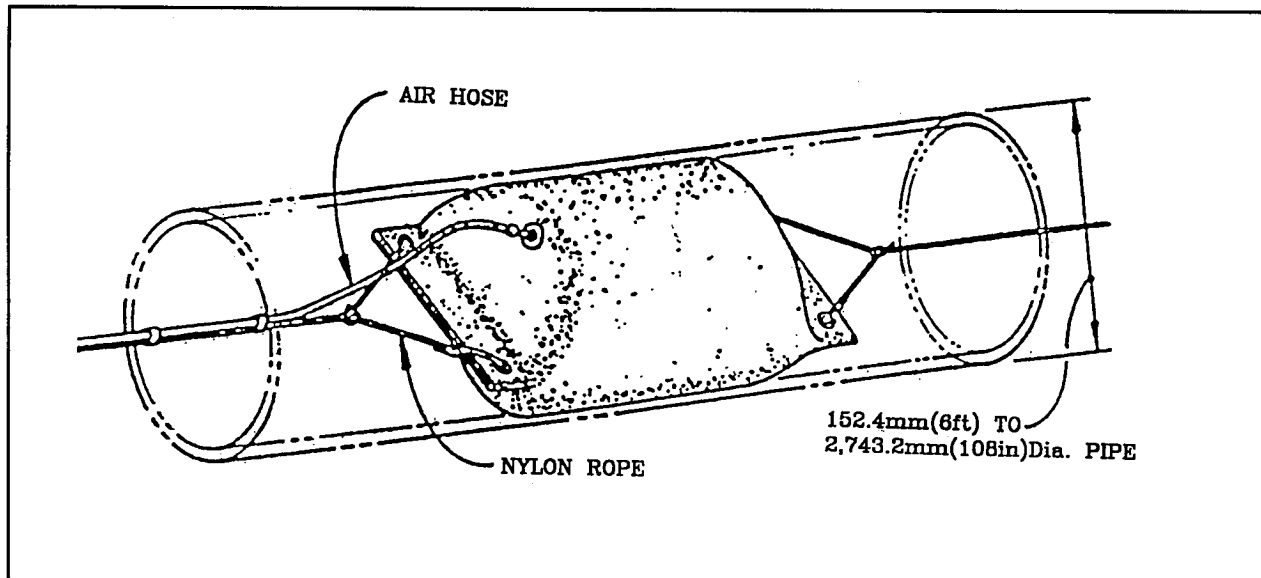 AIR HOSE
NYLON ROPE
152.4mm(6ft) TO
2,743.2mm(108in)Dia. PIPE